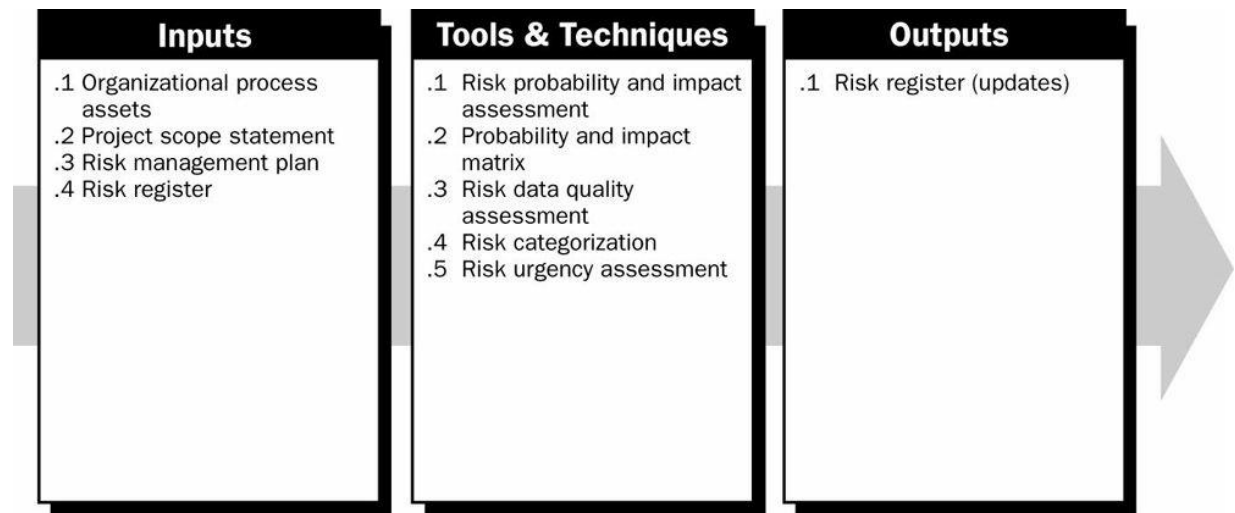 Inputs
.1 Organizational process
assets
.2 Project scope statement
.3 Risk management plan
.4 Risk register
Tools & Techniques
.1 Risk probability and impact
assessment
.2 Probability and impact
matrix
.3 Risk data quality
assessment
.4 Risk categorization
.5 Risk urgency assessment
Outputs
.1 Risk register (updates)